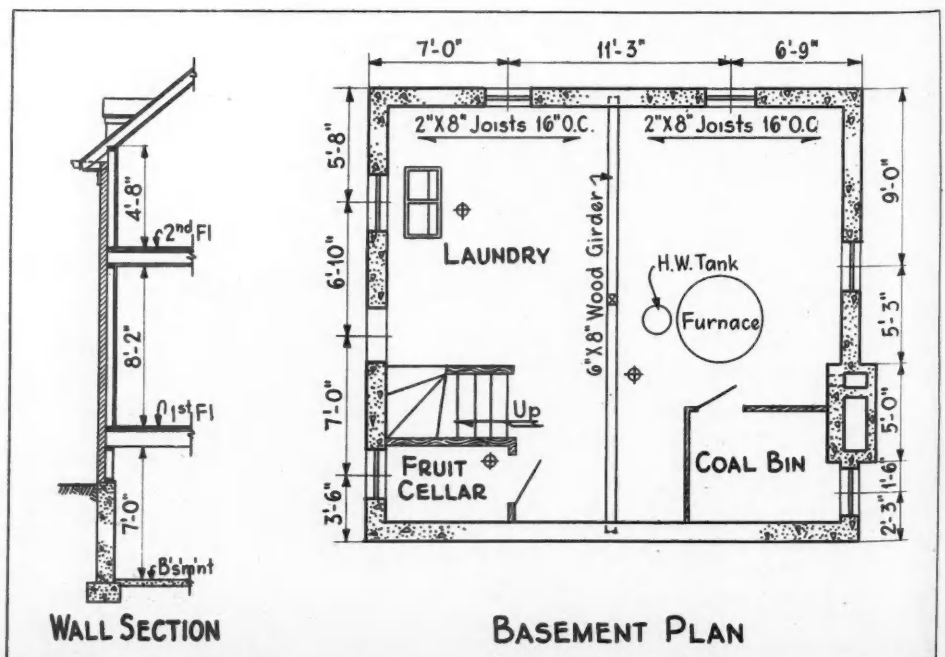 4'-8"
2nd Fl
8'-2"
1st Fl
7'-0"
B's'm'nt
WALL SECTION
7'-0" 11'-3" 6'-9"
2"X8" Joists 16" O.C. 2"X8" Joists 16" O.C.
5'-8"
6'-10"
7'-0"
3'-6"
LAUNDRY
6"X8" Wood Girder
H.W. Tank
Furnace
Up
FRUIT
CELLAR
COAL BIN
9'-0"
5'-3"
5'-0"
1'-6"
2'-3"
BASEMENT PLAN